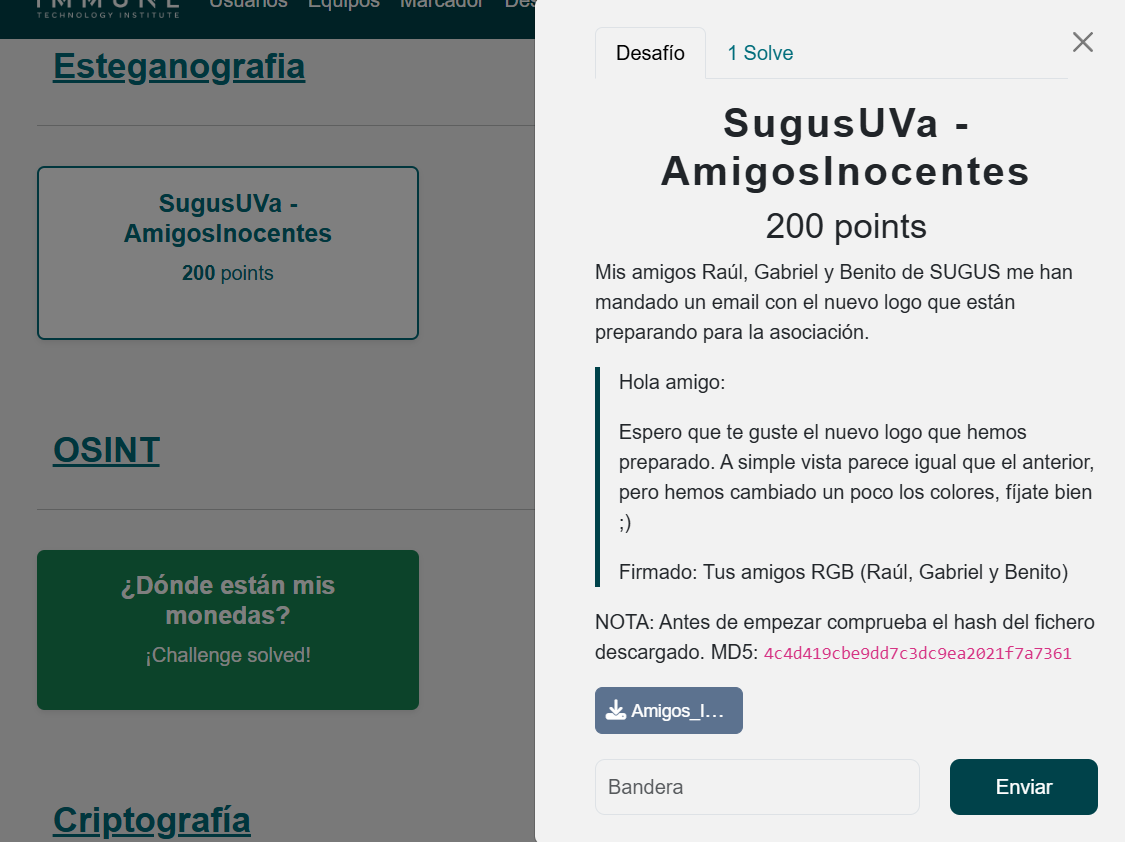 IMMUNE
TECHNOLOGY INSTITUTE
Usuarios Equipos Marcador
Esteganografia
SugusUVa -
AmigosInocentes
200 points
OSINT
¿Dónde están mis
monedas?
¡Challenge solved!
Criptografía
Desafío
1 Solve
SugusUVa -
AmigosInocentes
200 points
Mis amigos Raúl, Gabriel y Benito de SUGUS me han
mandado un email con el nuevo logo que están
preparando para la asociación.
Hola amigo:
Espero que te guste el nuevo logo que hemos
preparado. A simple vista parece igual que el anterior,
pero hemos cambiado un poco los colores, fíjate bien
;)
Firmado: Tus amigos RGB (Raúl, Gabriel y Benito)
NOTA: Antes de empezar comprueba el hash del fichero
descargado. MD5: 4c4d419cbe9dd7c3dc9ea2021f7a7361
Amigos_I...
Bandera
Enviar